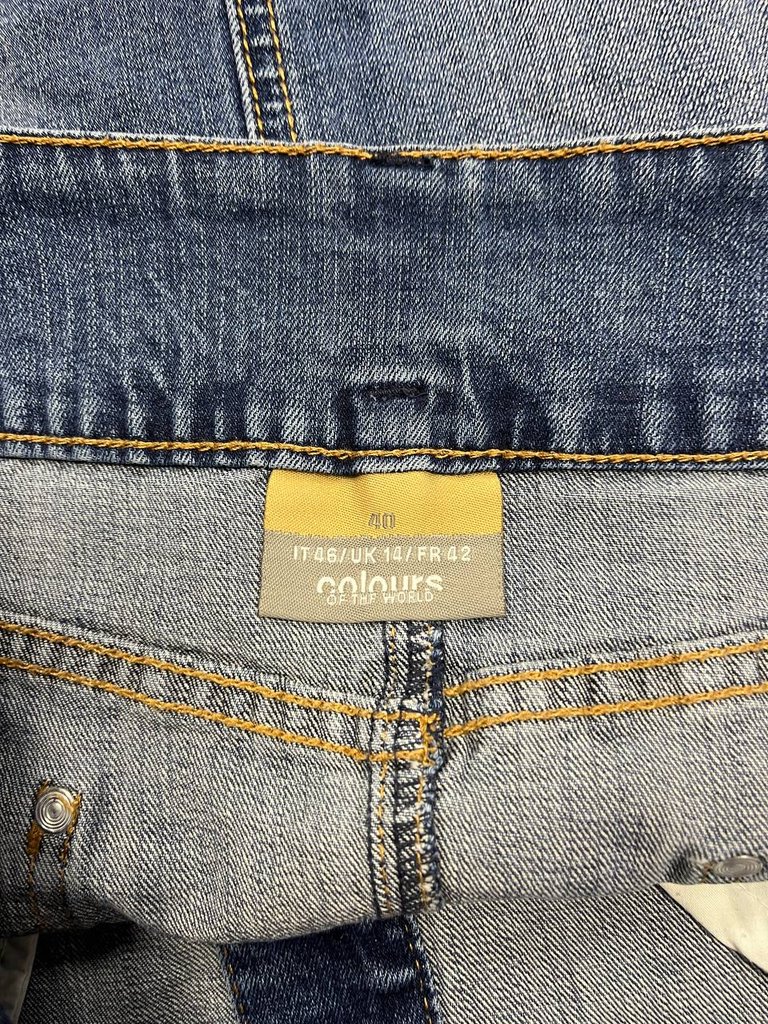 40
IT 46/UK 14/FR 42
colours
OF THE WORLD